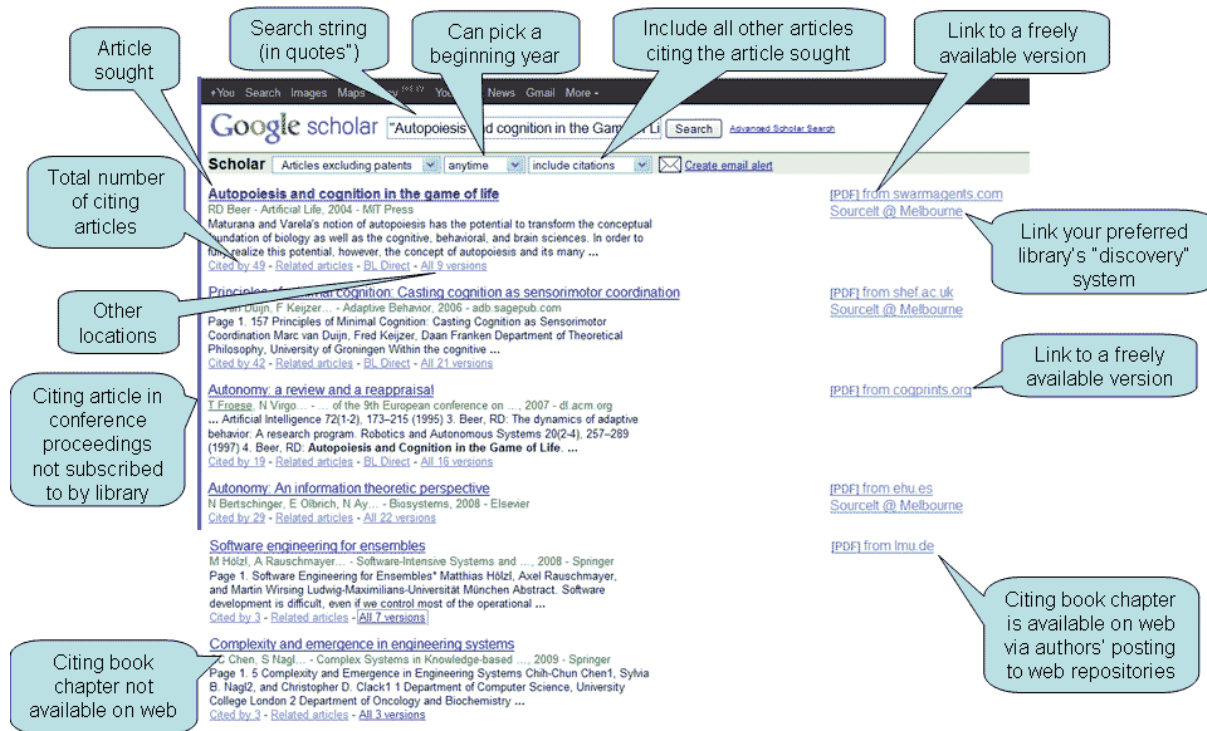 Article
sought
Search string
(in quotes")
Can pick a
beginning year
Include all other articles
citing the article sought
Link to a freely
available version
+You Search Images Maps News Gmail More
Google scholar "Autopoiesis and cognition in the Game of Li Search Advanced Scholar Search
Scholar Articles excluding patents anytime include citations Create email alert
Total number
of citing
articles
Autopoiesis and cognition in the game of life
RD Beer - Artificial Life, 2004 - MIT Press
Maturana and Varela's notion of autopoiesis has the potential to transform the conceptual
foundation of biology as well as the cognitive, behavioral, and brain sciences. In order to
fully realize this potential, however, the concept of autopoiesis and its many ...
Cited by 49 - Related articles - BL Direct - All 9 versions
[PDF] from swarmagents.com
SourceIt @ Melbourne
Link your preferred
library's "discovery"
system
Other
locations
Principles of minimal cognition: Casting cognition as sensorimotor coordination
van Duijn, F Keijzer... - Adaptive Behavior, 2006 - adb.sagepub.com
Page 1. 157 Principles of Minimal Cognition: Casting Cognition as Sensorimotor
Coordination Marc van Duijn, Fred Keijzer, Daan Franken Department of Theoretical
Philosophy, University of Groningen Within the cognitive ...
Cited by 42 - Related articles - BL Direct - All 21 versions
[PDF] from shef.ac.uk
SourceIt @ Melbourne
Link to a freely
available version
Citing article in
conference
proceedings
not subscribed
to by library
Autonomy: a review and a reappraisal
T Froese, N Virgo... - ... of the 9th European conference on ..., 2007 - dl.acm.org
... Artificial Intelligence 72(1-2), 173–215 (1995) 3. Beer, RD: The dynamics of adaptive
behavior: A research program. Robotics and Autonomous Systems 20(2-4), 257–289
(1997) 4. Beer, RD: Autopoiesis and Cognition in the Game of Life. ...
Cited by 19 - Related articles - BL Direct - All 16 versions
[PDF] from cogprints.org
Autonomy: An information theoretic perspective
N Bertschinger, E Olbrich, N Ay... - Biosystems, 2008 - Elsevier
Cited by 29 - Related articles - All 22 versions
[PDF] from ehu.es
SourceIt @ Melbourne
Software engineering for ensembles
M Hölzl, A Rauschmayer... - Software-Intensive Systems and ..., 2008 - Springer
Page 1. Software Engineering for Ensembles* Matthias Hölzl, Axel Rauschmayer,
and Martin Wirsing Ludwig-Maximilians-Universität München Abstract. Software
development is difficult, even if we control most of the operational ...
Cited by 3 - Related articles - All 7 versions
[PDF] from lmu.de
Citing book chapter
is available on web
via authors' posting
to web repositories
Citing book
chapter not
available on web
Complexity and emergence in engineering systems
Chen, S Nagl... - Complex Systems in Knowledge-based ..., 2009 - Springer
Page 1. 5 Complexity and Emergence in Engineering Systems Chih-Chun Chen1, Sylvia
B. Nagl2, and Christopher D. Clack1 1 Department of Computer Science, University
College London 2 Department of Oncology and Biochemistry ...
Cited by 3 - Related articles - All 3 versions